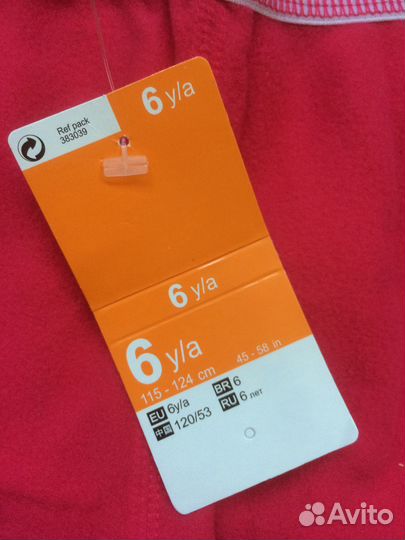 Ref pack
383039
6 y/a
6 y/a
6 y/a
115 - 124 cm 45 - 58 in
EU 6y/a BR 6
中国 120/53 RU 6 лет
Avito